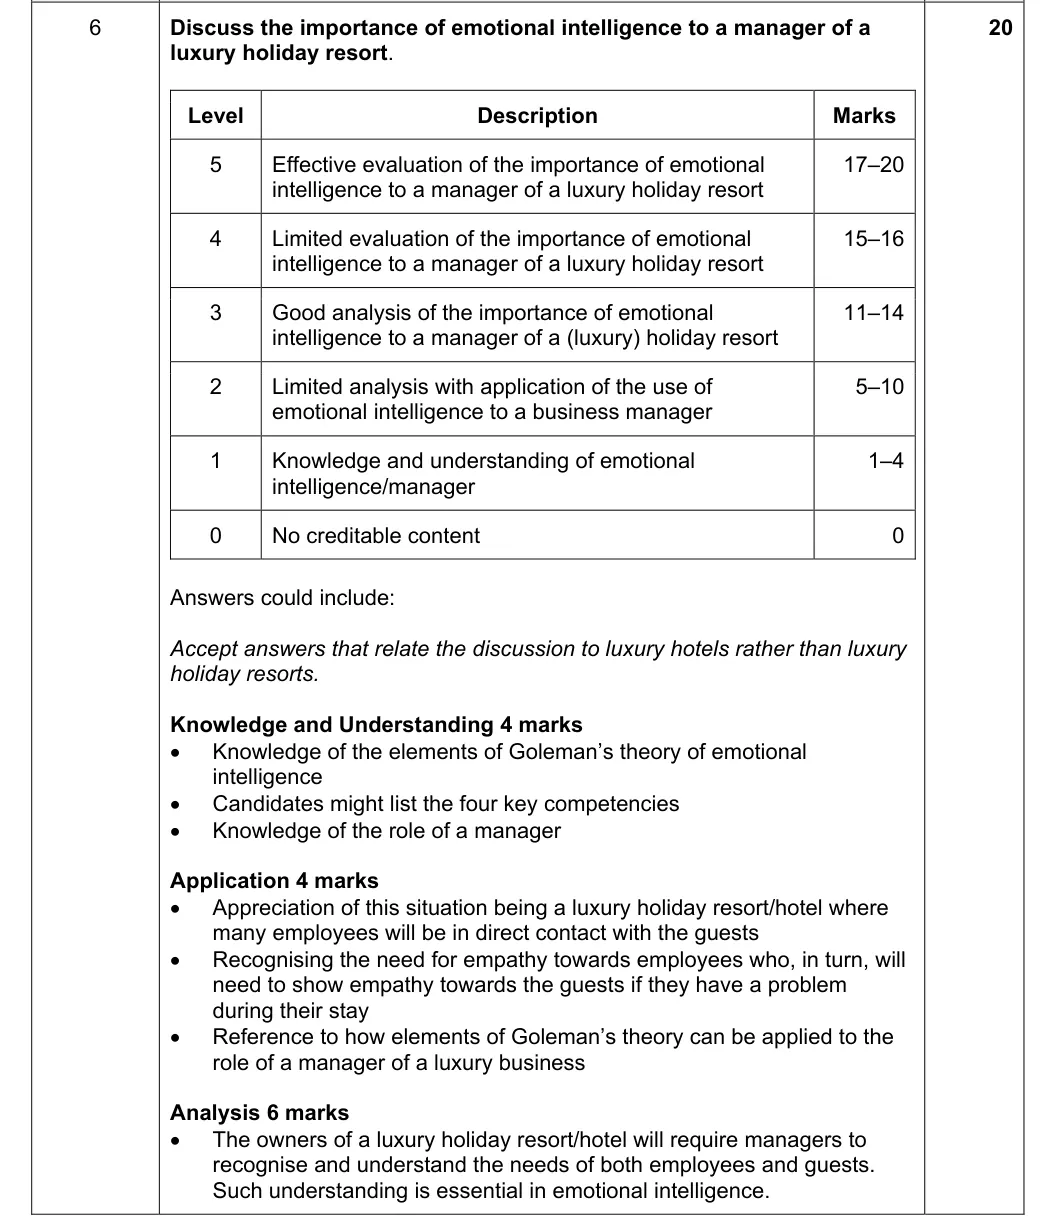 6 Discuss the importance of emotional intelligence to a manager of a 20
luxury holiday resort.
Level Description Marks
5 Effective evaluation of the importance of emotional 17–20
intelligence to a manager of a luxury holiday resort
4 Limited evaluation of the importance of emotional 15–16
intelligence to a manager of a luxury holiday resort
3 Good analysis of the importance of emotional 11–14
intelligence to a manager of a (luxury) holiday resort
2 Limited analysis with application of the use of 5–10
emotional intelligence to a business manager
1 Knowledge and understanding of emotional 1–4
intelligence/manager
0 No creditable content 0
Answers could include:
Accept answers that relate the discussion to luxury hotels rather than luxury
holiday resorts.
Knowledge and Understanding 4 marks
• Knowledge of the elements of Goleman’s theory of emotional
intelligence
• Candidates might list the four key competencies
• Knowledge of the role of a manager
Application 4 marks
• Appreciation of this situation being a luxury holiday resort/hotel where
many employees will be in direct contact with the guests
• Recognising the need for empathy towards employees who, in turn, will
need to show empathy towards the guests if they have a problem
during their stay
• Reference to how elements of Goleman’s theory can be applied to the
role of a manager of a luxury business
Analysis 6 marks
• The owners of a luxury holiday resort/hotel will require managers to
recognise and understand the needs of both employees and guests.
Such understanding is essential in emotional intelligence.